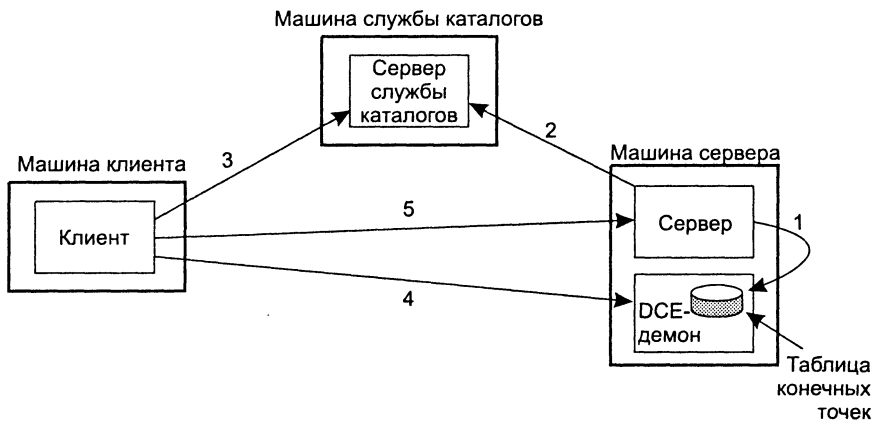 Машина службы каталогов
Сервер
службы
каталогов
2
3
Машина клиента
Машина сервера
Клиент
5
Сервер
1
4
DCE-
демон
Таблица
конечных
точек